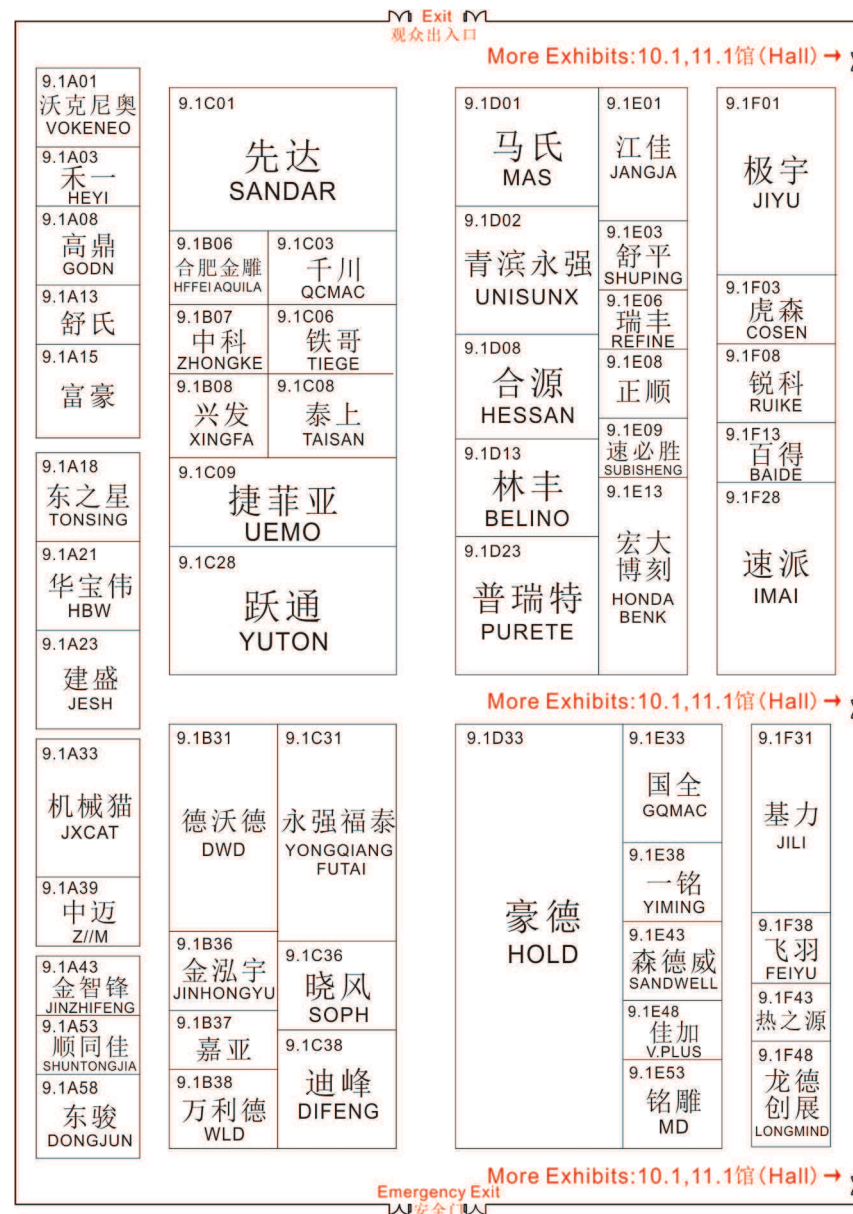 Exit
观众出入口
More Exhibits:10.1,11.1馆(Hall)→
9.1A01
沃克尼奥
VOKENEO
9.1A03
禾一
HEYI
9.1A08
高鼎
GODN
9.1A13
舒氏
9.1A15
富豪
9.1A18
东之星
TONSING
9.1A21
华宝伟
HBW
9.1A23
建盛
JESH
9.1A33
机械猫
JXCAT
9.1A39
中迈
Z//M
9.1A43
金智锋
JINZHIFENG
9.1A53
顺同佳
SHUNTONGJIA
9.1A58
东骏
DONGJUN
9.1C01
先达
SANDAR
9.1B06
合肥金雕
HFFEI AQUILA
9.1C03
千川
QCMAC
9.1B07
中科
ZHONGKE
9.1C06
铁哥
TIEGE
9.1B08
兴发
XINGFA
9.1C08
泰上
TAISAN
9.1C09
捷菲亚
UEMO
9.1C28
跃通
YUTON
9.1B31
德沃德
DWD
9.1C31
永强福泰
YONGQIANG
FUTAI
9.1B36
金泓宇
JINHONGYU
9.1B37
嘉亚
9.1B38
万利德
WLD
9.1C36
晓风
SOPH
9.1C38
迪峰
DIFENG
9.1D01
马氏
MAS
9.1D02
青滨永强
UNISUNX
9.1D08
合源
HESSAN
9.1D13
林丰
BELINO
9.1D23
普瑞特
PURETE
9.1E01
江佳
JANGJA
9.1E03
舒平
SHUPING
9.1E06
瑞丰
REFINE
9.1E08
正顺
9.1E09
速必胜
SUBISHENG
9.1E13
宏大
博刻
HONDA
BENK
9.1F01
极宇
JIYU
9.1F03
虎森
COSEN
9.1F08
锐科
RUIKE
9.1F13
百得
BAIDE
9.1F28
速派
IMAI
More Exhibits:10.1,11.1馆(Hall)→
9.1D33
豪德
HOLD
9.1E33
国全
GQMAC
9.1E38
一铭
YIMING
9.1E43
森德威
SANDWELL
9.1E48
佳加
V.PLUS
9.1E53
铭雕
MD
9.1F31
基力
JILI
9.1F38
飞羽
FEIYU
9.1F43
热之源
9.1F48
龙德
创展
LONGMIND
More Exhibits:10.1,11.1馆(Hall)→
Emergency Exit
安全门